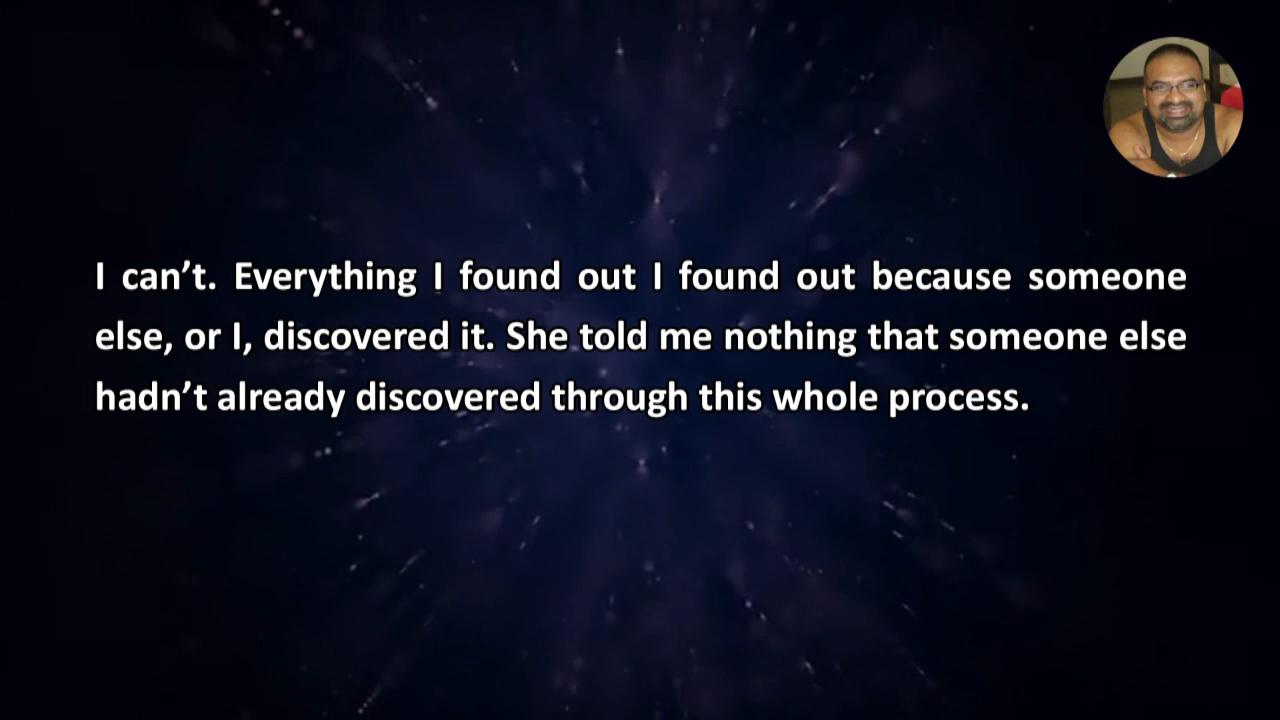 I can’t. Everything I found out I found out because someone
else, or I, discovered it. She told me nothing that someone else
hadn’t already discovered through this whole process.